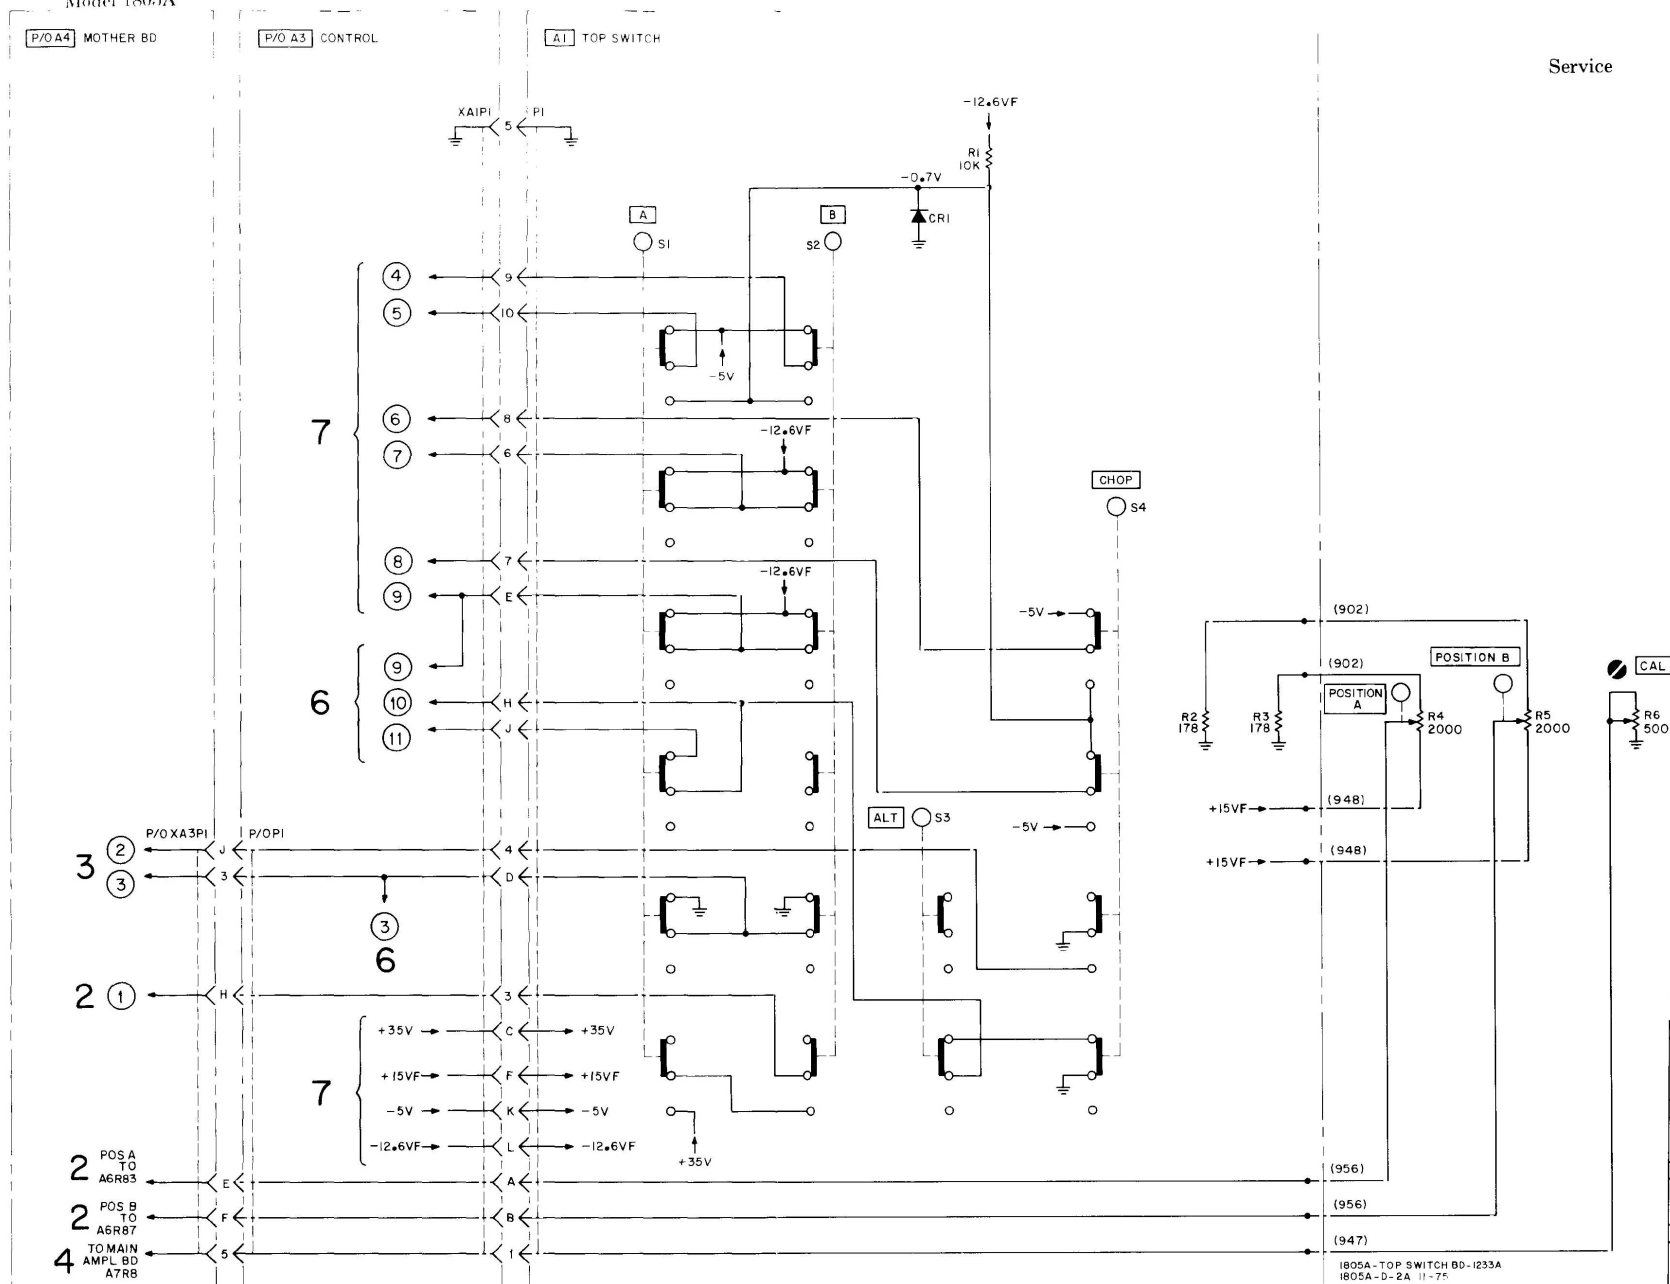 Model 1805A
P/O A4 MOTHER BD
P/O A3 CONTROL
A1 TOP SWITCH
Service
-12.6VF
XA1P1 5 P1
R1
10K
-0.7V
CR1
A
S1
B
S2
4 9
5 10
-5V
7
6 8
-12.6VF
7 6
CHOP
S4
8 7
-12.6VF
9 E
-5V
(902)
6
9
10 H
11 J
(902)
POSITION B
POSITION
A
CAL
R2
178
R3
178
R4
2000
R5
2000
R6
500
+15VF (948)
ALT S3
-5V
P/O XA3P1 P/O P1
3
2 J 4
+15VF (948)
3 3 D
3
6
2 1 H 3
7
+35V C +35V
+15VF F +15VF
-5V K -5V
-12.6VF L -12.6VF
+35V
2 POS A
TO
A6R83
E A (956)
2 POS B
TO
A6R87
F B (956)
4 TO MAIN
AMPL BD
A7R8
5 1 (947)
1805A-TOP SWITCH BD-1233A
1805A-D-2A 11-75